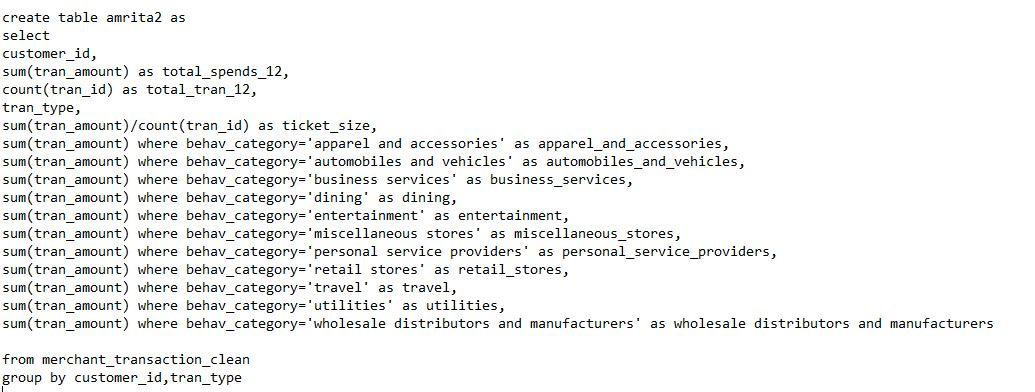 create table amrita2 as
select
customer_id,
sum(tran_amount) as total_spends_12,
count(tran_id) as total_tran_12,
tran_type,
sum(tran_amount)/count(tran_id) as ticket_size,
sum(tran_amount) where behav_category='apparel and accessories' as apparel_and_accessories,
sum(tran_amount) where behav_category='automobiles and vehicles' as automobiles_and_vehicles,
sum(tran_amount) where behav_category='business services' as business_services,
sum(tran_amount) where behav_category='dining' as dining,
sum(tran_amount) where behav_category='entertainment' as entertainment,
sum(tran_amount) where behav_category='miscellaneous stores' as miscellaneous_stores,
sum(tran_amount) where behav_category='personal service providers' as personal_service_providers,
sum(tran_amount) where behav_category='retail stores' as retail_stores,
sum(tran_amount) where behav_category='travel' as travel,
sum(tran_amount) where behav_category='utilities' as utilities,
sum(tran_amount) where behav_category='wholesale distributors and manufacturers' as wholesale distributors and manufacturers
from merchant_transaction_clean
group by customer_id,tran_type